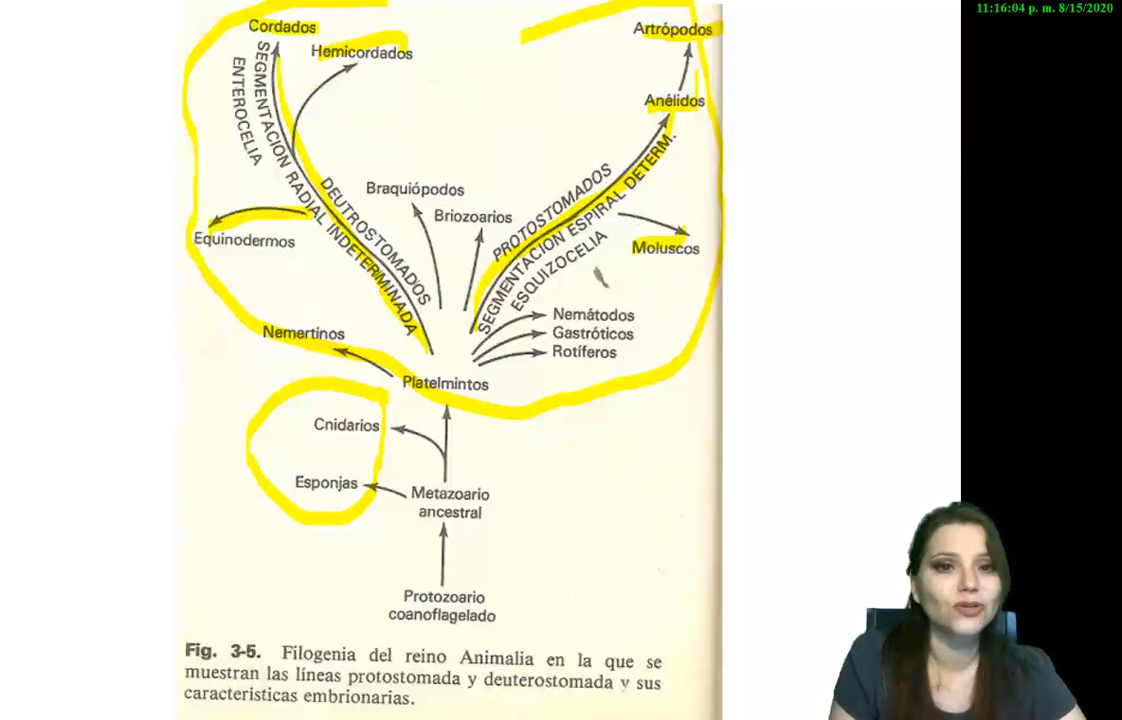 11:16:04 p. m. 8/15/2020
Cordados
Artrópodos
Hemicordados
Anélidos
SEGMENTACION RADIAL INDETERMINADA
ENTEROCELIA
DEUTROSTOMADOS
Braquiópodos
Briozoarios
PROTOSTOMADOS
SEGMENTACION ESPIRAL DETERM.
ESQUIZOCELIA
Equinodermos
Moluscos
Nemátodos
Gastróticos
Rotíferos
Nemertinos
Platelmintos
Cnidarios
Esponjas
Metazoario
ancestral
Protozoario
coanoflagelado
Fig. 3-5. Filogenia del reino Animalia en la que se
muestran las líneas protostomada y deuterostomada y sus
características embrionarias.